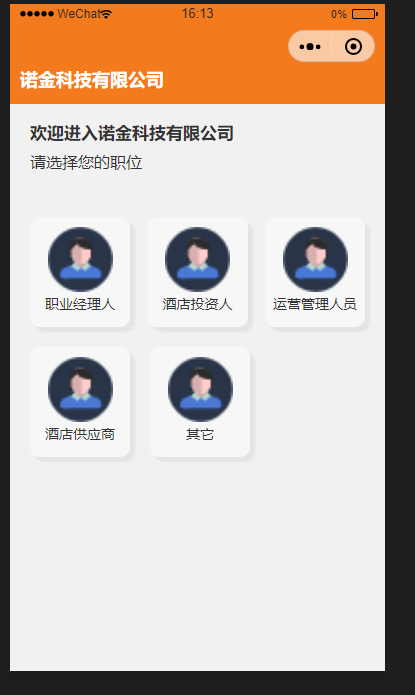 ●●●●● WeChat 16:13 0%
诺金科技有限公司
欢迎进入诺金科技有限公司
请选择您的职位
职业经理人 酒店投资人 运营管理人员
酒店供应商 其它